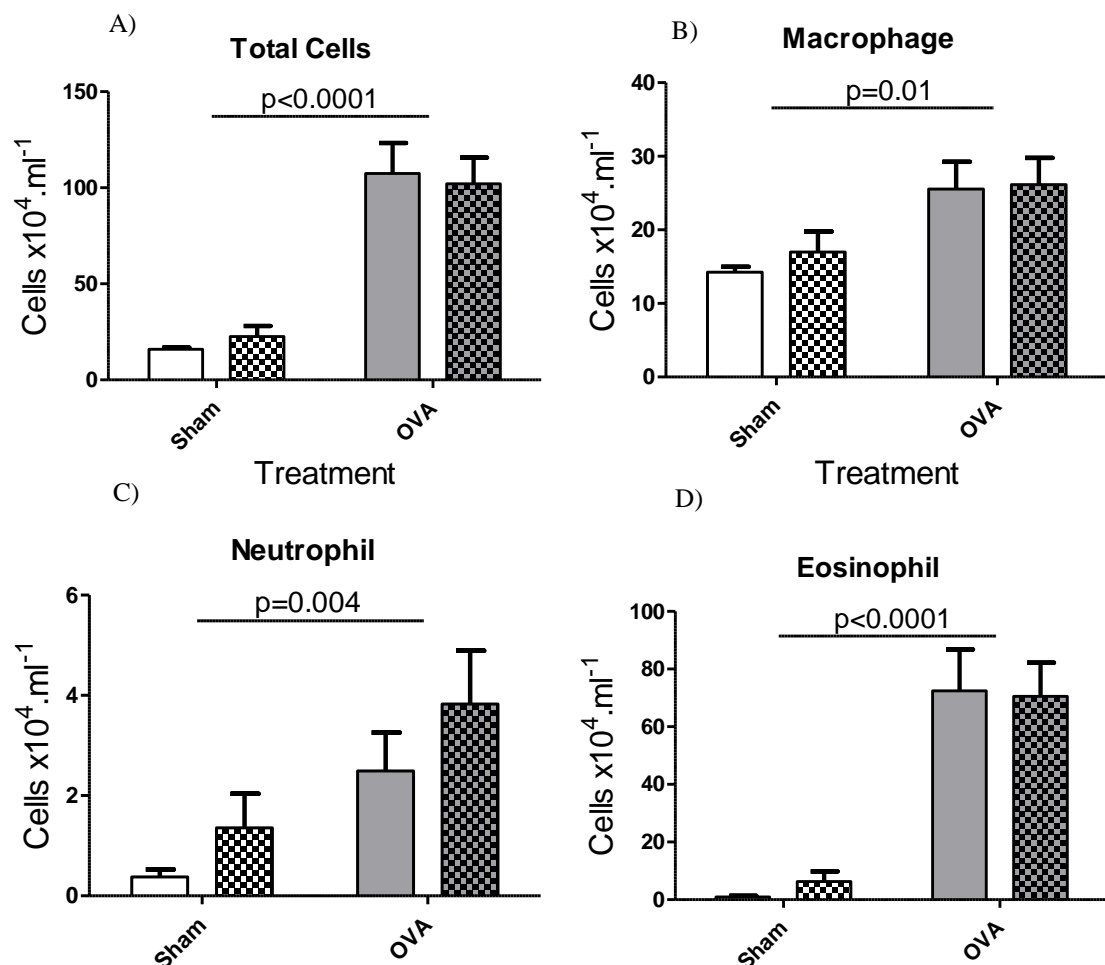 A)
Total Cells
p<0.0001
150
100
50
0
Cells x10⁴.ml⁻¹
Sham
OVA
Treatment
B)
Macrophage
p=0.01
40
30
20
10
0
Cells x10⁴.ml⁻¹
Sham
OVA
Treatment
C)
Neutrophil
p=0.004
6
4
2
0
Cells x10⁴.ml⁻¹
Sham
OVA
D)
Eosinophil
p<0.0001
100
80
60
40
20
0
Cells x10⁴.ml⁻¹
Sham
OVA